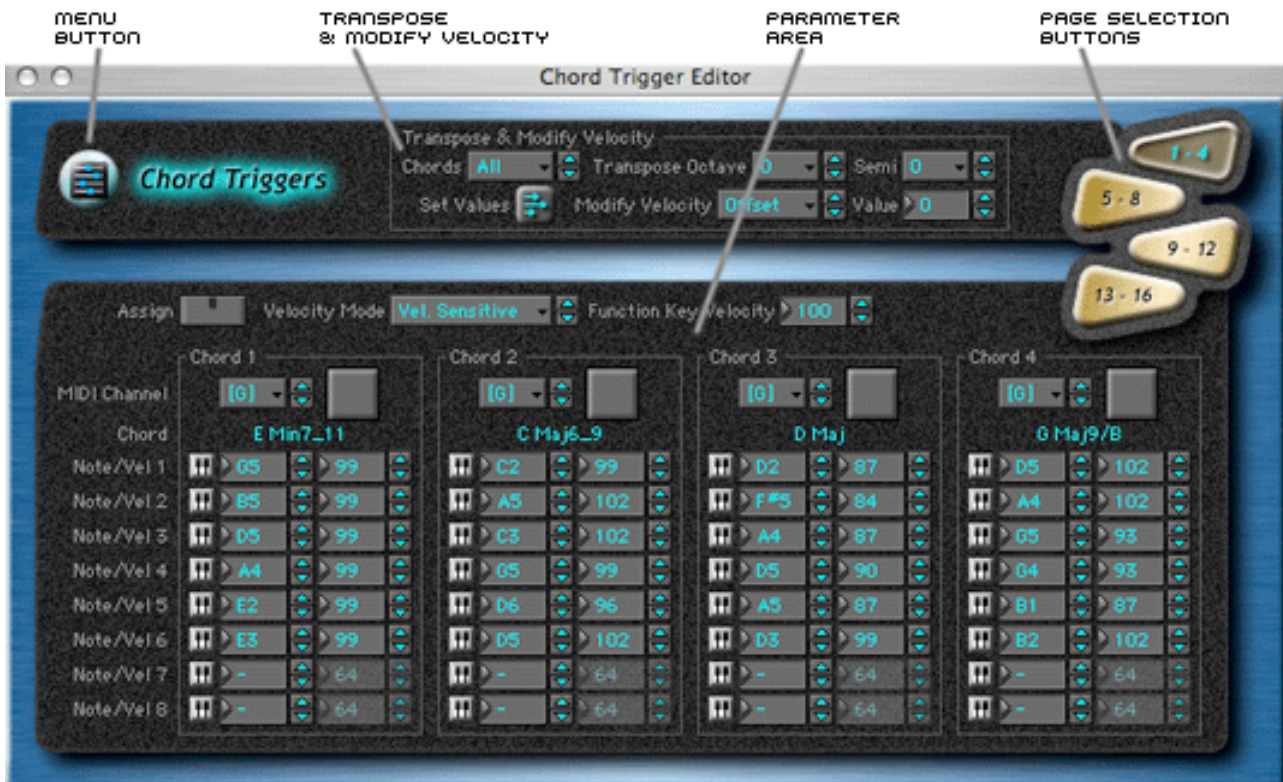 MENU BUTTON
TRANSPOSE & MODIFY VELOCITY
PARAMETER AREA
PAGE SELECTION BUTTONS
Chord Trigger Editor
Chord Triggers
Transpose & Modify Velocity
Chords All Transpose Octave 0 Semi 0
Set Values Modify Velocity Offset Value 0
1 - 4
5 - 8
9 - 12
13 - 16
Assign Velocity Mode Vel. Sensitive Function Key Velocity 100
Chord 1 Chord 2 Chord 3 Chord 4
MIDI Channel [G] [G] [G] [G]
Chord E Min7_11 C Maj6_9 D Maj G Maj9/B
Note/Vel 1 G5 99 C2 99 D2 87 D5 102
Note/Vel 2 B5 99 A5 102 F#5 84 A4 102
Note/Vel 3 D5 99 C3 102 A4 87 G5 93
Note/Vel 4 A4 99 G5 99 D5 90 G4 93
Note/Vel 5 E2 99 D6 96 A5 87 B1 87
Note/Vel 6 E3 99 D5 102 D3 99 B2 102
Note/Vel 7 - 64 - 64 - 64 - 64
Note/Vel 8 - 64 - 64 - 64 - 64